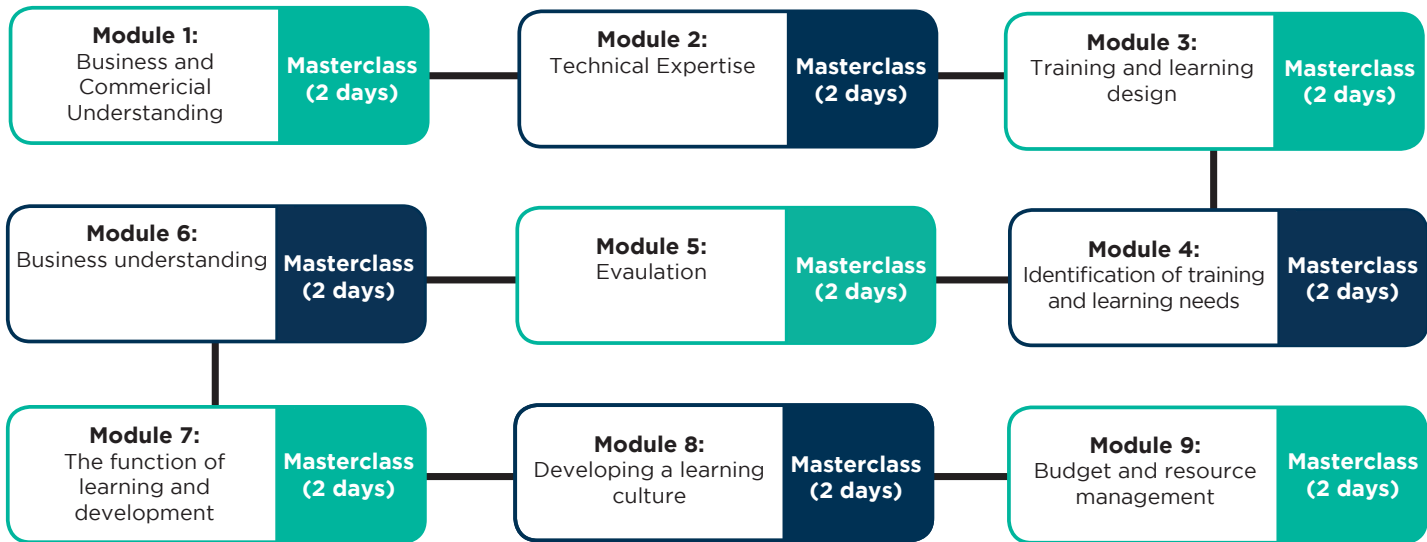 Module 1:
Business and
Commericial
Understanding
Masterclass
(2 days)
Module 2:
Technical Expertise
Masterclass
(2 days)
Module 3:
Training and learning
design
Masterclass
(2 days)
Module 4:
Identification of training
and learning needs
Masterclass
(2 days)
Module 5:
Evaulation
Masterclass
(2 days)
Module 6:
Business understanding
Masterclass
(2 days)
Module 7:
The function of
learning and
development
Masterclass
(2 days)
Module 8:
Developing a learning
culture
Masterclass
(2 days)
Module 9:
Budget and resource
management
Masterclass
(2 days)